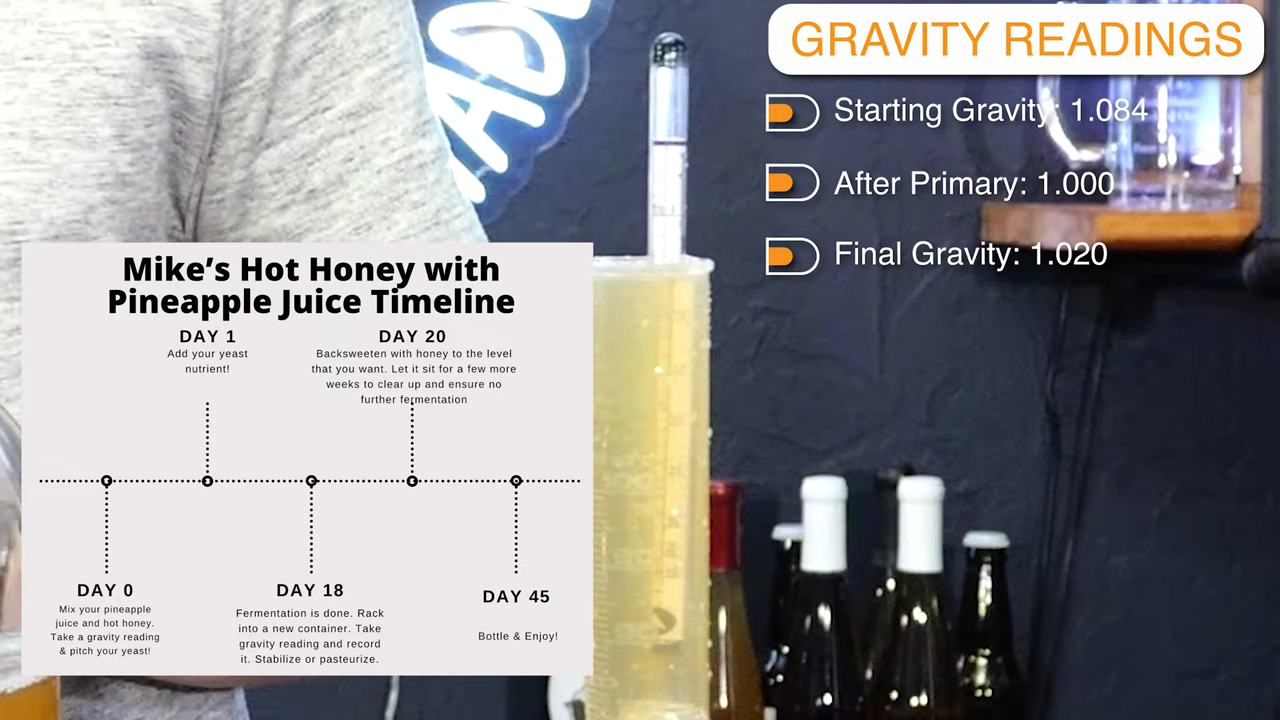 GRAVITY READINGS
Starting Gravity: 1.084
After Primary: 1.000
Final Gravity: 1.020
Mike's Hot Honey with
Pineapple Juice Timeline
DAY 1
Add your yeast
nutrient!
DAY 20
Backsweeten with honey to the level
that you want. Let it sit for a few more
weeks to clear up and ensure no
further fermentation
DAY 0
Mix your pineapple
juice and hot honey.
Take a gravity reading
& pitch your yeast!
DAY 18
Fermentation is done. Rack
into a new container. Take
gravity reading and record
it. Stabilize or pasteurize.
DAY 45
Bottle & Enjoy!